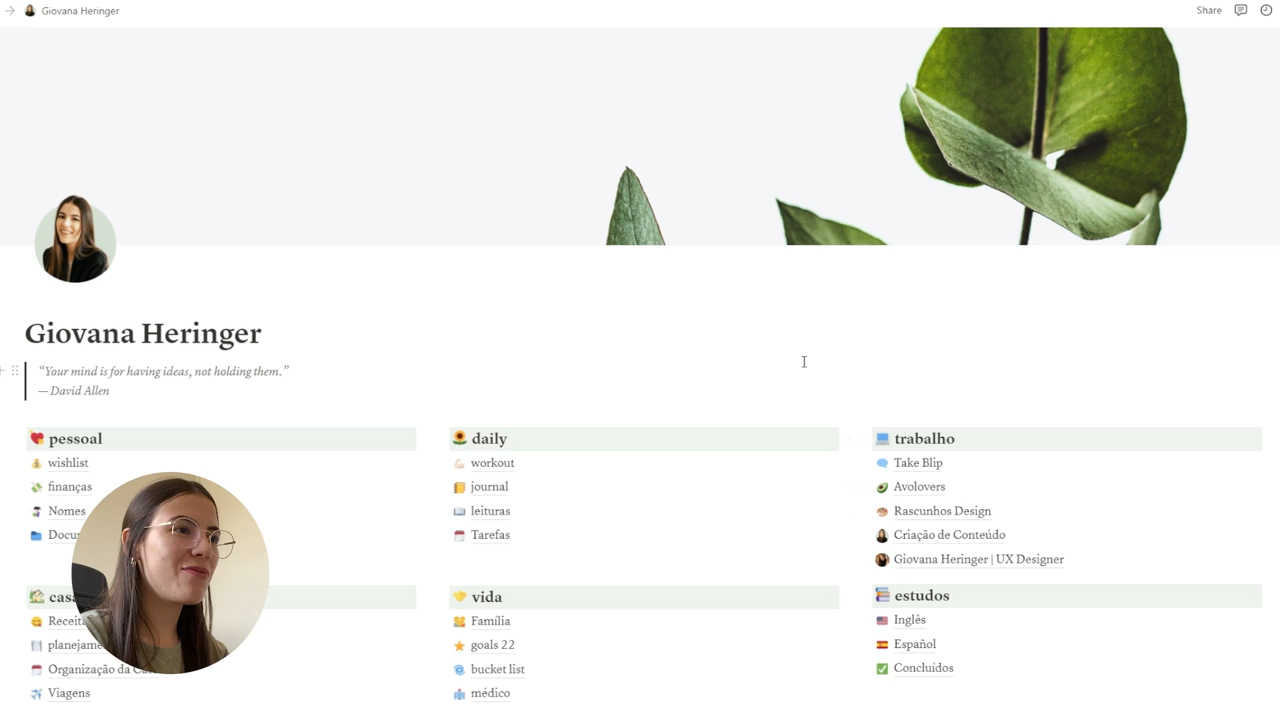 Giovana Heringer
Share
Giovana Heringer
“Your mind is for having ideas, not holding them.”
— David Allen
pessoal
wishlist
finanças
Nomes
daily
workout
journal
leituras
Tarefas
trabalho
Take Blip
Avolovers
Rascunhos Design
Criação de Conteúdo
Giovana Heringer | UX Designer
vida
Família
goals 22
bucket list
médico
Organização da
Viagens
estudos
Inglês
Español
Concluídos